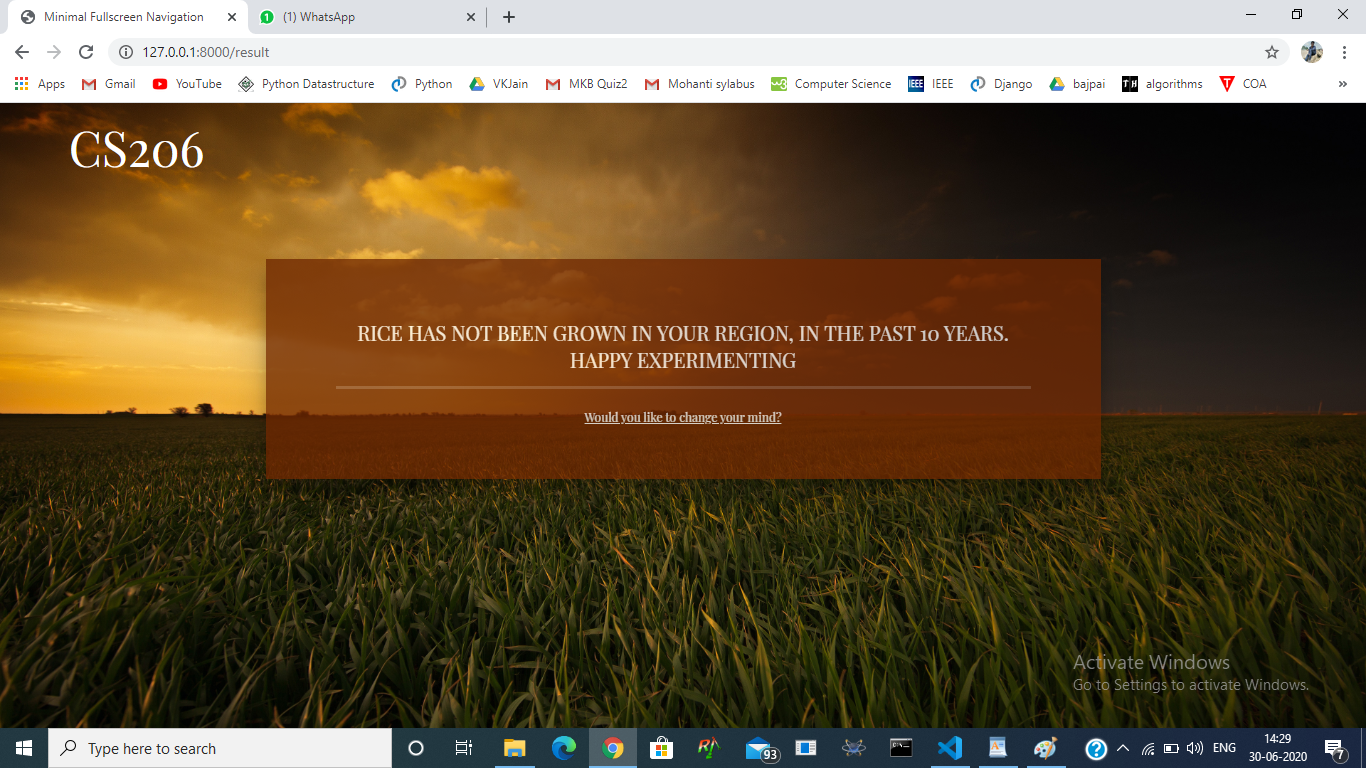 Minimal Fullscreen Navigation
(1) WhatsApp
127.0.0.1:8000/result
Apps
Gmail
YouTube
Python Datastructure
Python
VKJain
MKB Quiz2
Mohanti sylabus
Computer Science
IEEE
IEEE
Django
bajpai
algorithms
COA
CS206
RICE HAS NOT BEEN GROWN IN YOUR REGION, IN THE PAST 10 YEARS.
HAPPY EXPERIMENTING
Would you like to change your mind?
Activate Windows
Go to Settings to activate Windows.
Type here to search
93
ENG
14:29
30-06-2020
7